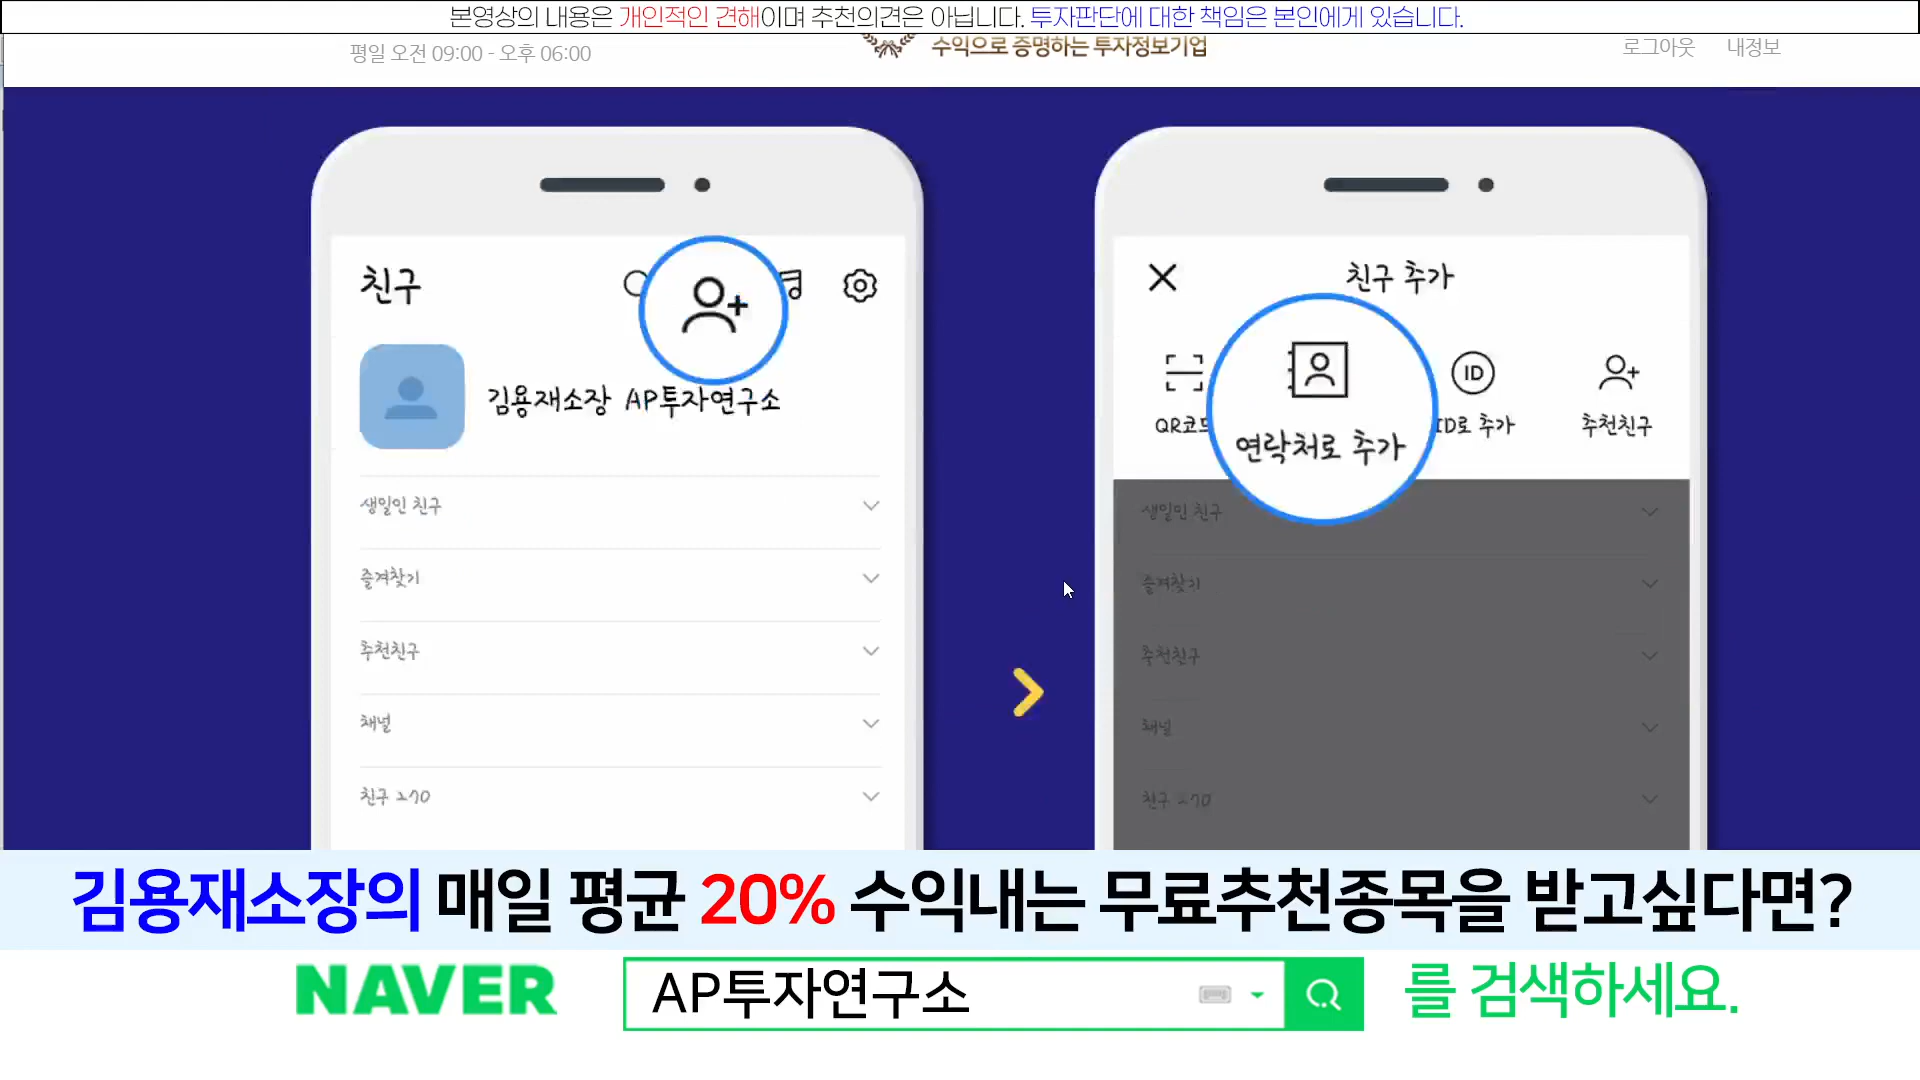 본영상의 내용은 개인적인 견해이며 추천의견은 아닙니다. 투자판단에 대한 책임은 본인에게 있습니다.
평일 오전 09:00 - 오후 06:00
수익으로 증명하는 투자정보기업
로그아웃 내정보
친구
김용재소장 AP투자연구소
생일인 친구
즐겨찾기
추천친구
채널
친구 270
친구 추가
QR코드
연락처로 추가
ID
ID로 추가
추천친구
생일인 친구
즐겨찾기
추천친구
채널
친구 270
김용재소장의 매일 평균 20% 수익내는 무료추천종목을 받고싶다면?
NAVER AP투자연구소 를 검색하세요.